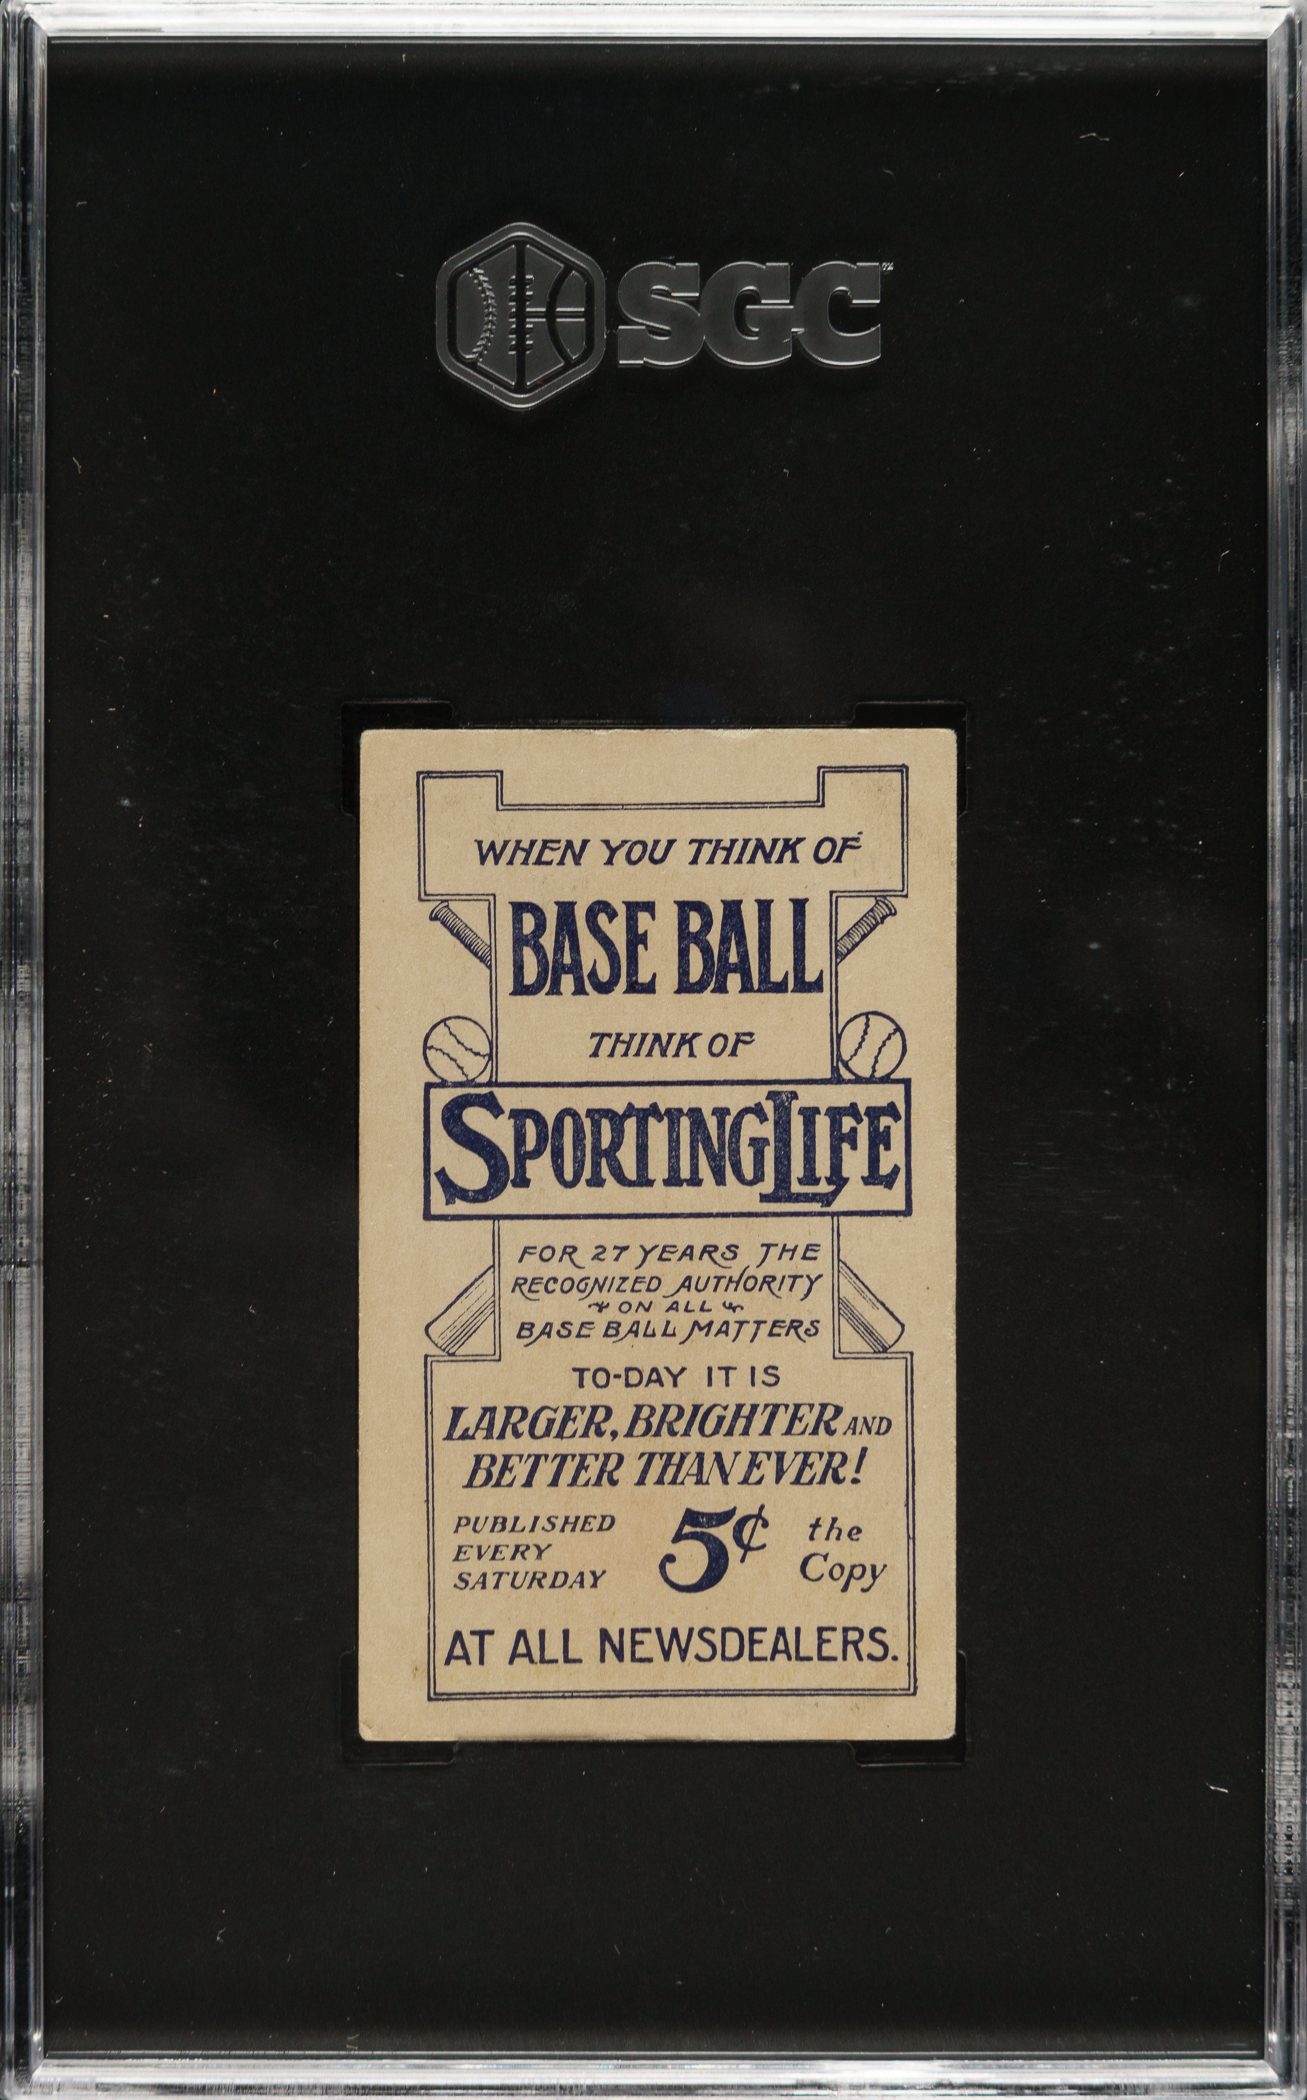 SGC
WHEN YOU THINK OF
BASE BALL
THINK OF
SPORTING LIFE
FOR 27 YEARS THE
RECOGNIZED AUTHORITY
ON ALL
BASE BALL MATTERS
TO-DAY IT IS
LARGER, BRIGHTER AND
BETTER THAN EVER!
PUBLISHED
EVERY
SATURDAY
5¢ the
Copy
AT ALL NEWSDEALERS.